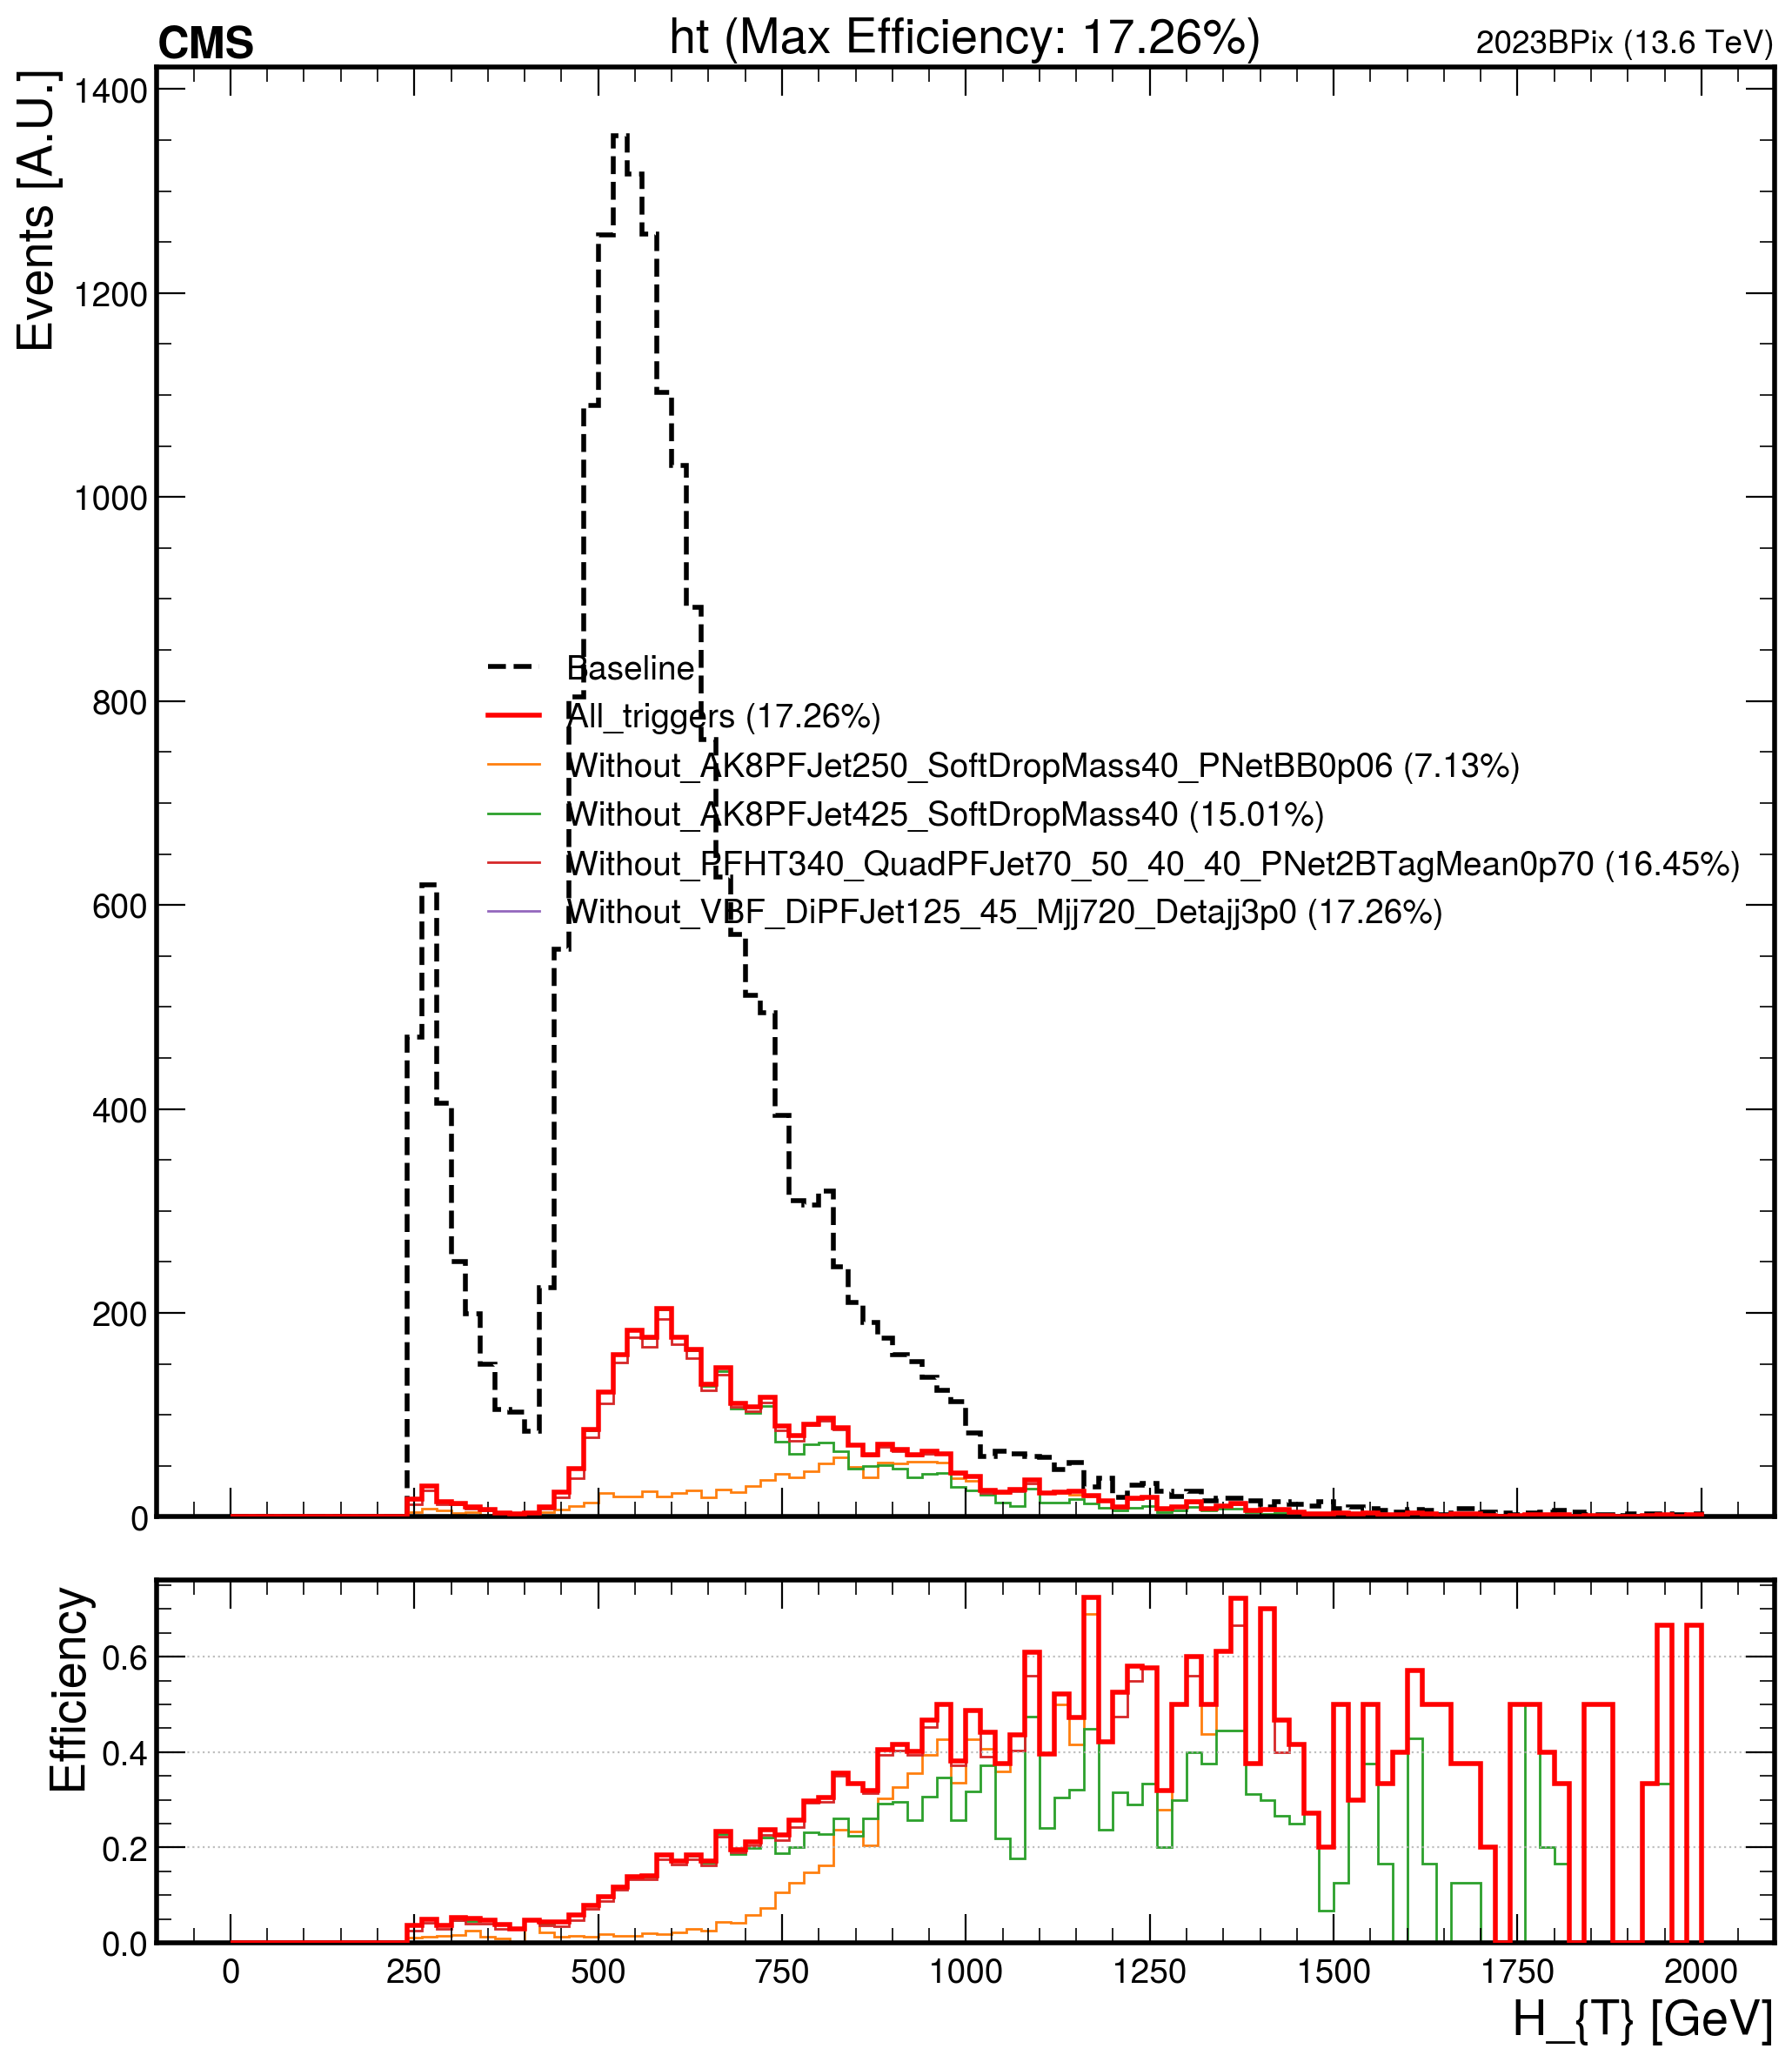 CMS ht (Max Efficiency: 17.26%) 2023BPix (13.6 TeV)
Events [A.U.]
1400
1200
1000
800
600
400
200
0
Baseline
All_triggers (17.26%)
Without_AK8PFJet250_SoftDropMass40_PNetBB0p06 (7.13%)
Without_AK8PFJet425_SoftDropMass40 (15.01%)
Without_PFHT340_QuadPFJet70_50_40_40_PNet2BTagMean0p70 (16.45%)
Without_VBF_DiPFJet125_45_Mjj720_Detajj3p0 (17.26%)
Efficiency
0.6
0.4
0.2
0.0
0 250 500 750 1000 1250 1500 1750 2000
H_{T} [GeV]